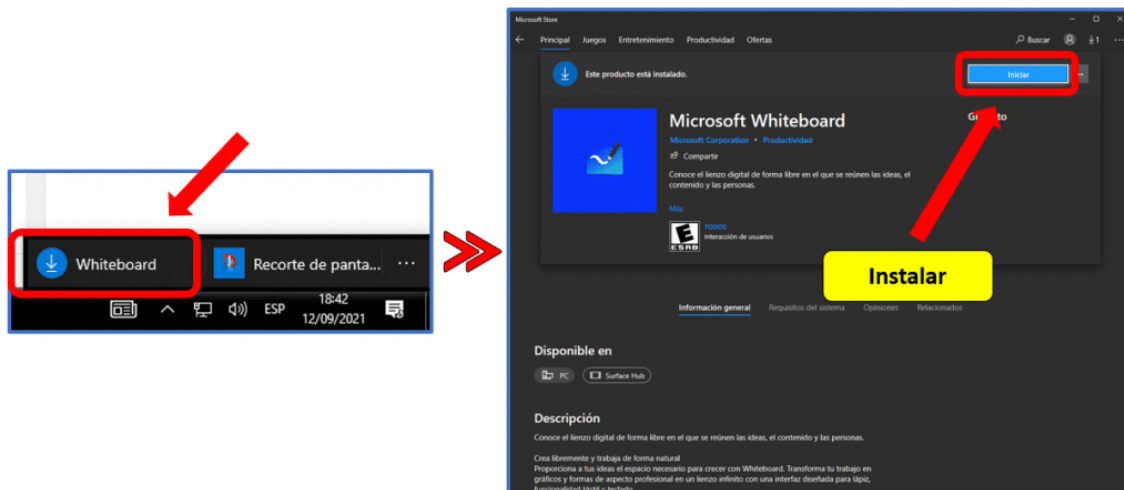 Whiteboard
Recorte de panta...
ESP
18:42
12/09/2021
Microsoft Store
Principal Juegos Entretenimiento Productividad Ofertas
Buscar
1
Este producto está instalado.
Iniciar
Microsoft Whiteboard
Microsoft Corporation • Productividad
Compartir
Conoce el lienzo digital de forma libre en el que se reúnen las ideas, el
contenido y las personas.
Más
E
ESRB
TODOS
Interacción de usuarios
Instalar
Información general Requisitos del sistema Opiniones Relacionados
Disponible en
PC Surface Hub
Descripción
Conoce el lienzo digital de forma libre en el que se reúnen las ideas, el contenido y las personas.
Crea libremente y trabaja de forma natural
Proporciona a tus ideas el espacio necesario para crecer con Whiteboard. Transforma tu trabajo en
gráficos y formas de aspecto profesional en un lienzo infinito con una interfaz diseñada para lápiz,
funcionalidad táctil y teclado.